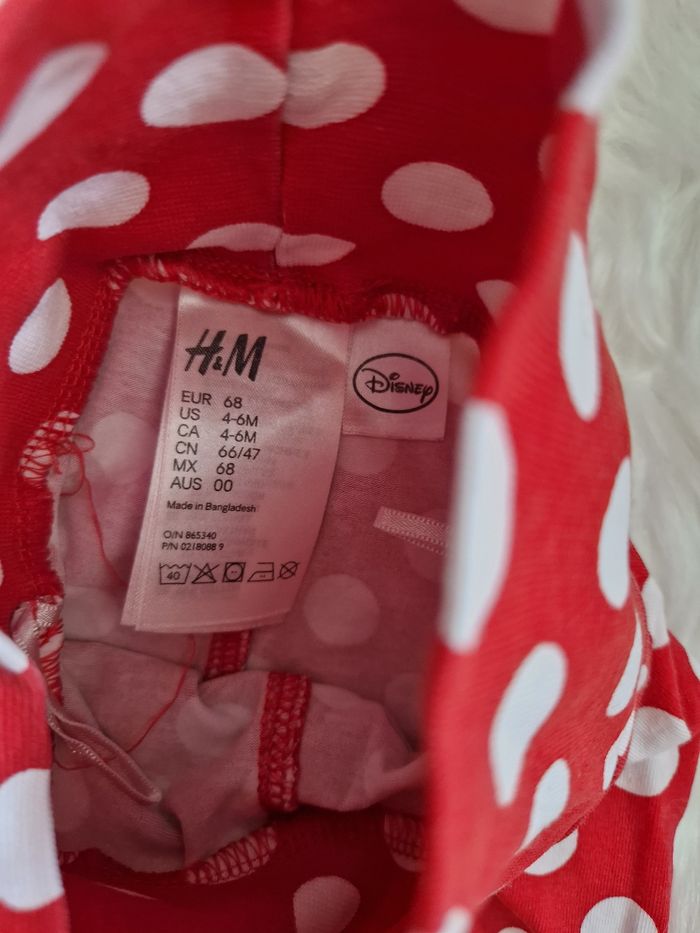 H&M
EUR 68
US 4-6M
CA 4-6M
CN 66/47
MX 68
AUS 00
Made in Bangladesh
O/N 865340
P/N 0218088 9
40
Disney